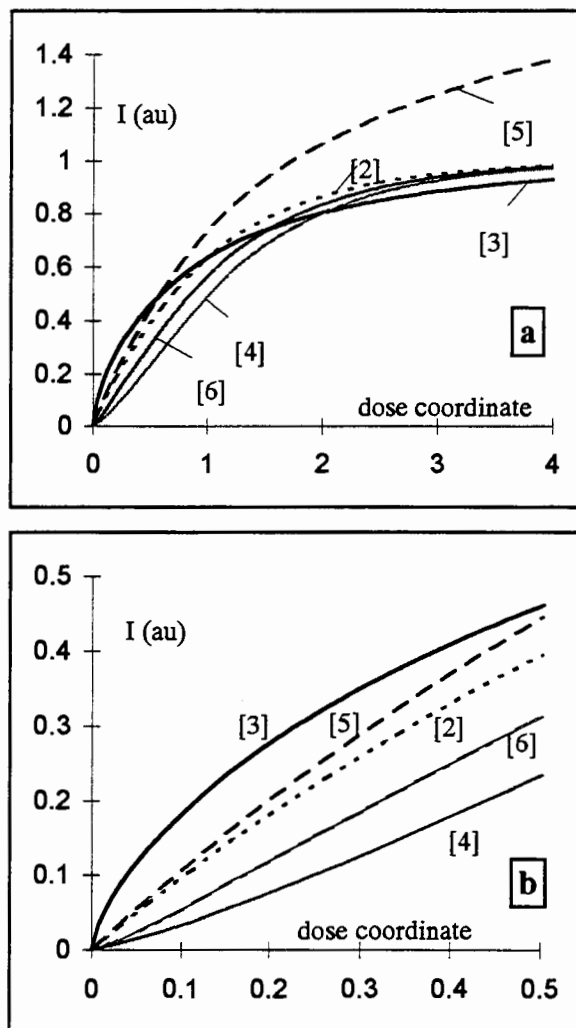 1.4
I (au)
1.2
[5]
1
[2]
0.8
[3]
0.6
[4]
a
0.4
[6]
0.2
dose coordinate
0
0 1 2 3 4
0.5
I (au)
0.4
[3] [5] [2] [6]
0.3
[4]
0.2
b
0.1
dose coordinate
0
0 0.1 0.2 0.3 0.4 0.5